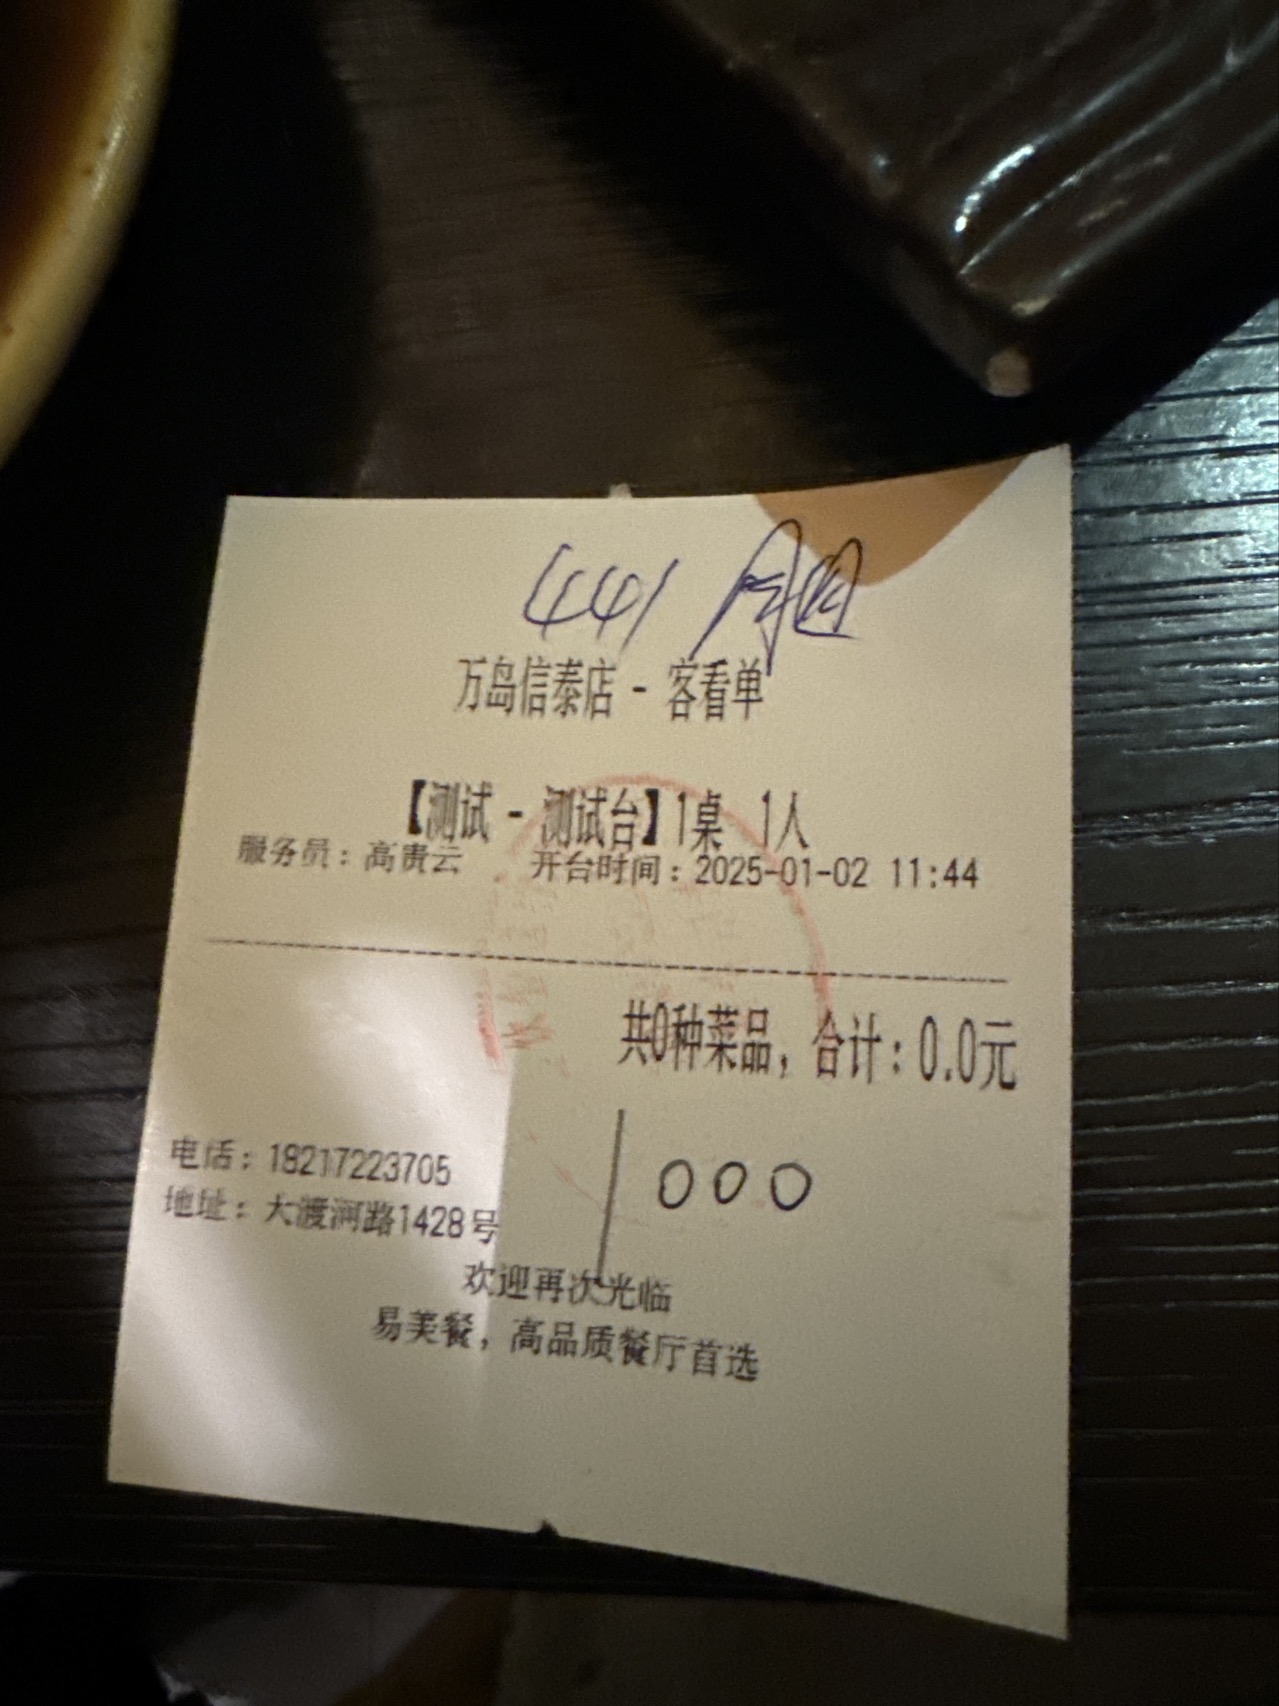 441
万岛信泰店 - 客看单
【测试 - 测试台】1桌 1人
服务员：高贵云 开台时间：2025-01-02 11:44
共0种菜品，合计：0.0元
1000
电话：18217223705
地址：大渡河路1428号
欢迎再次光临
易美餐，高品质餐厅首选